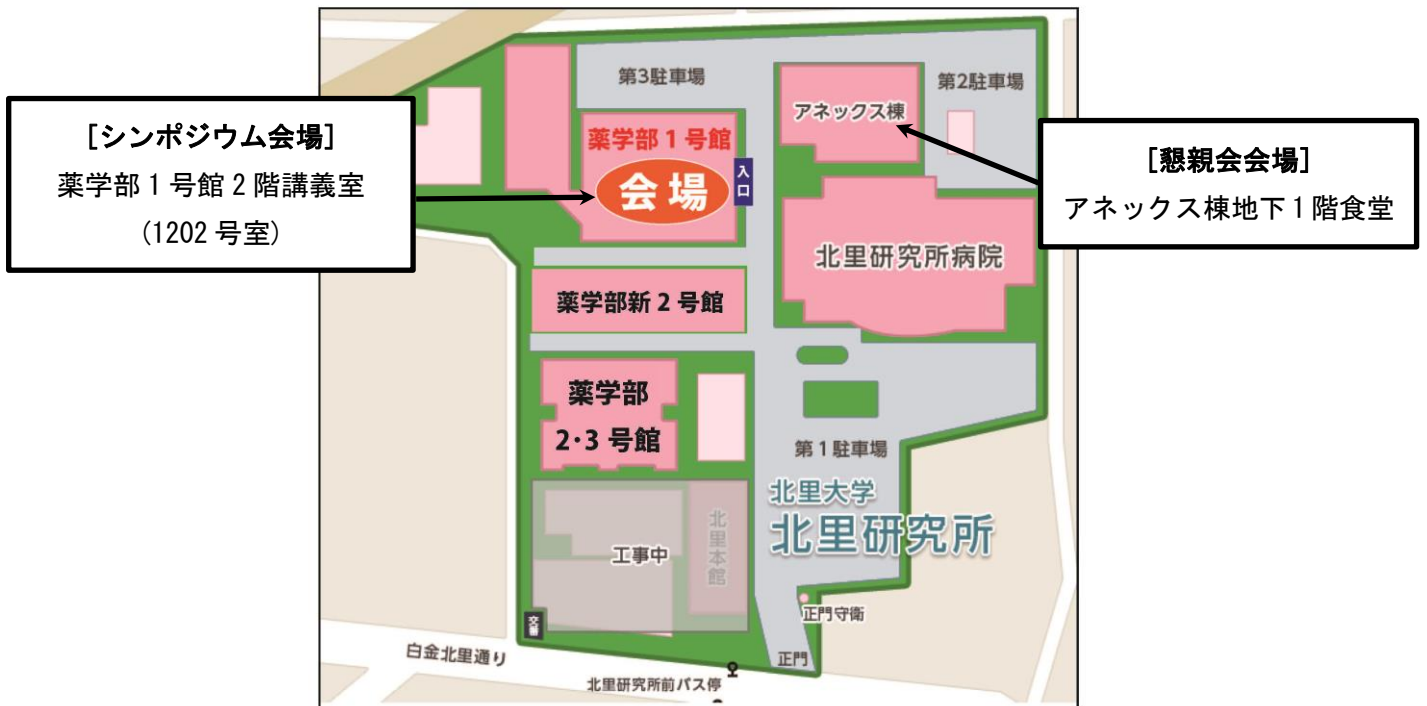 [シンポジウム会場]
薬学部1号館2階講義室
(1202号室)
第3駐車場
薬学部1号館
会場
入口
アネックス棟
第2駐車場
[懇親会会場]
アネックス棟地下1階食堂
北里研究所病院
薬学部新2号館
薬学部
2・3号館
第1駐車場
北里大学
北里研究所
工事中
北里本館
交番
正門守衛
正門
白金北里通り
北里研究所前バス停